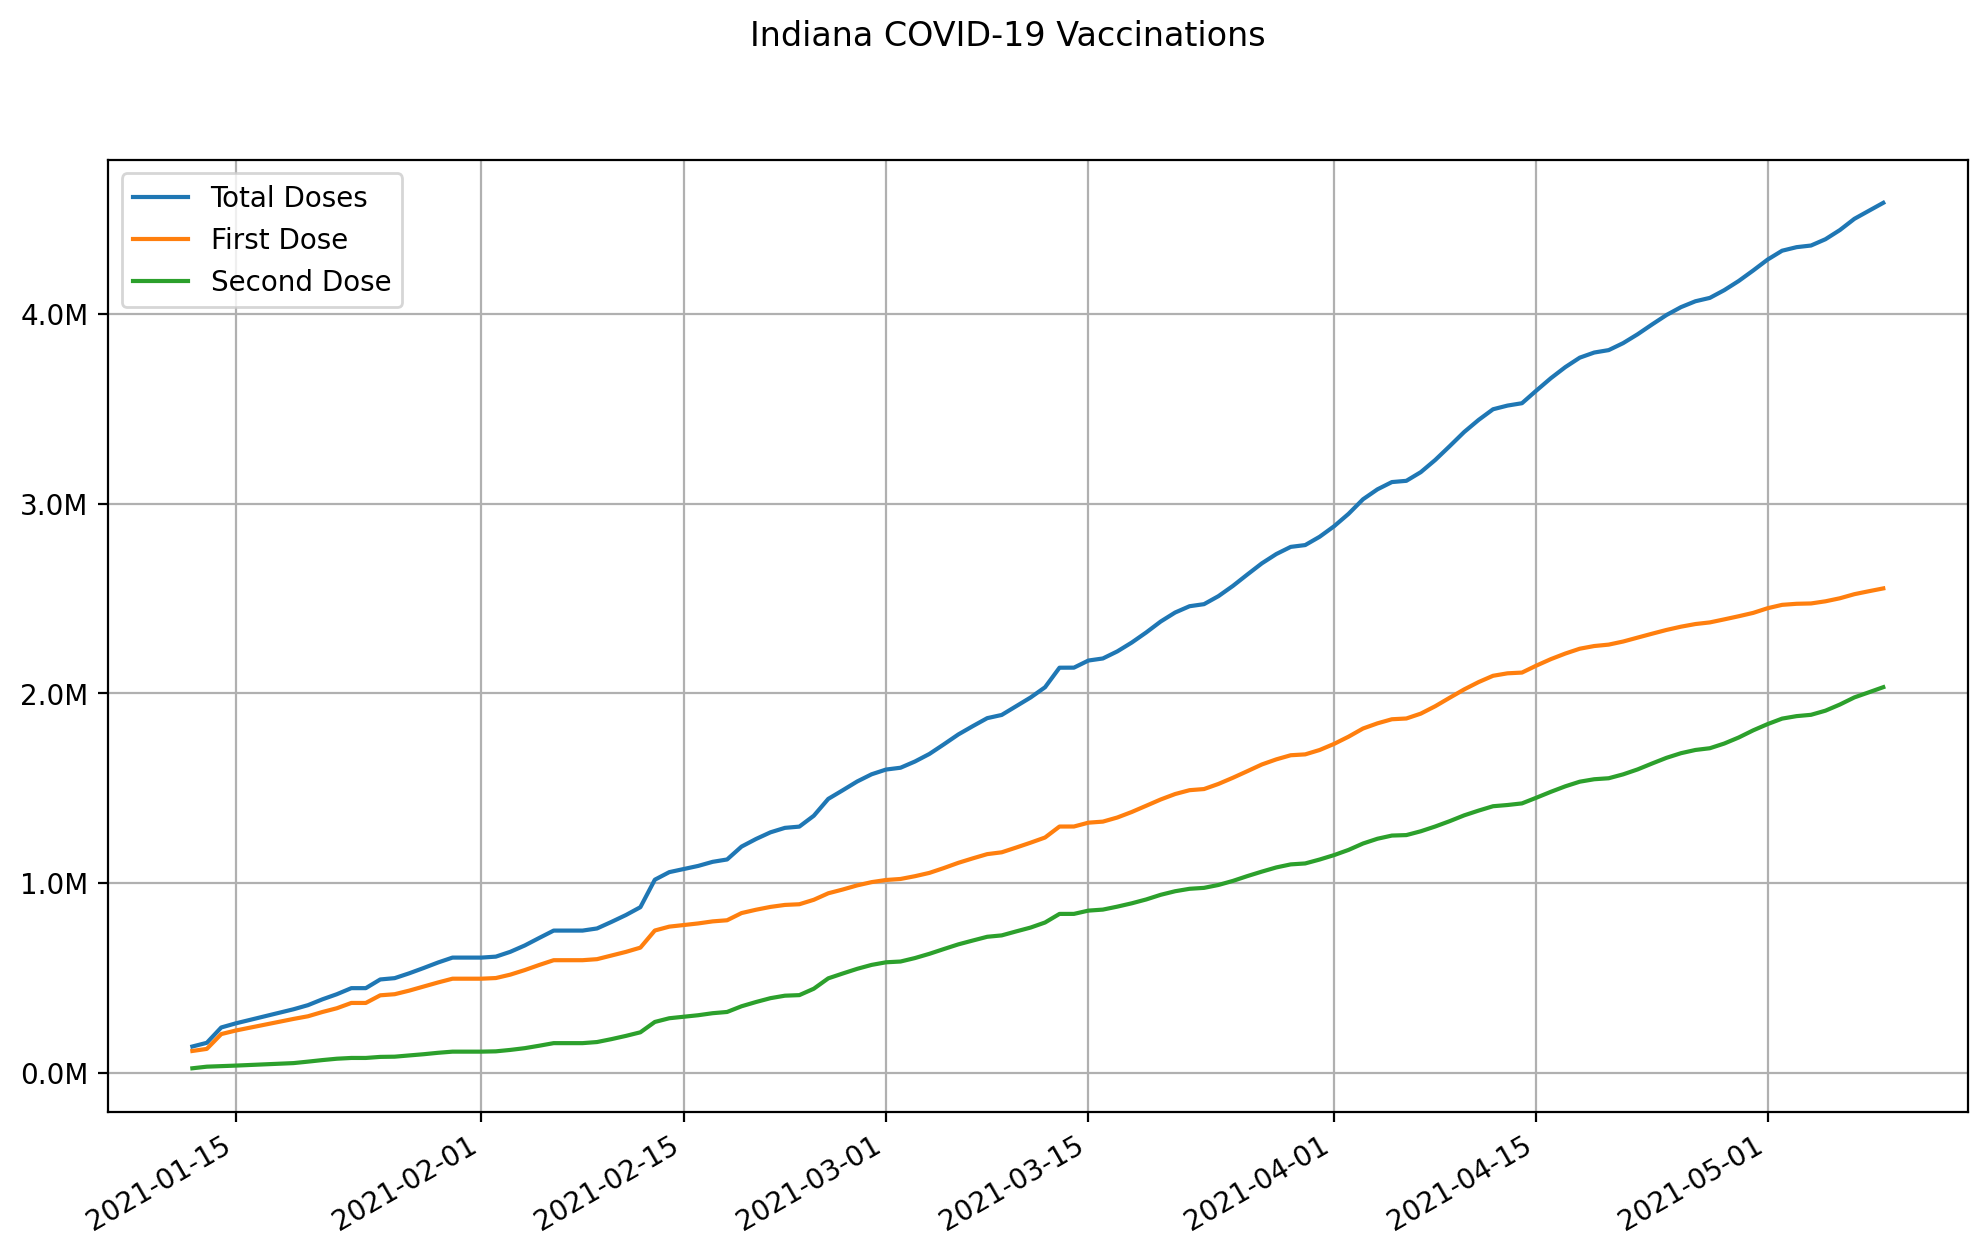 Indiana COVID-19 Vaccinations
Total Doses
First Dose
Second Dose
4.0M
3.0M
2.0M
1.0M
0.0M
2021-01-15
2021-02-01
2021-02-15
2021-03-01
2021-03-15
2021-04-01
2021-04-15
2021-05-01